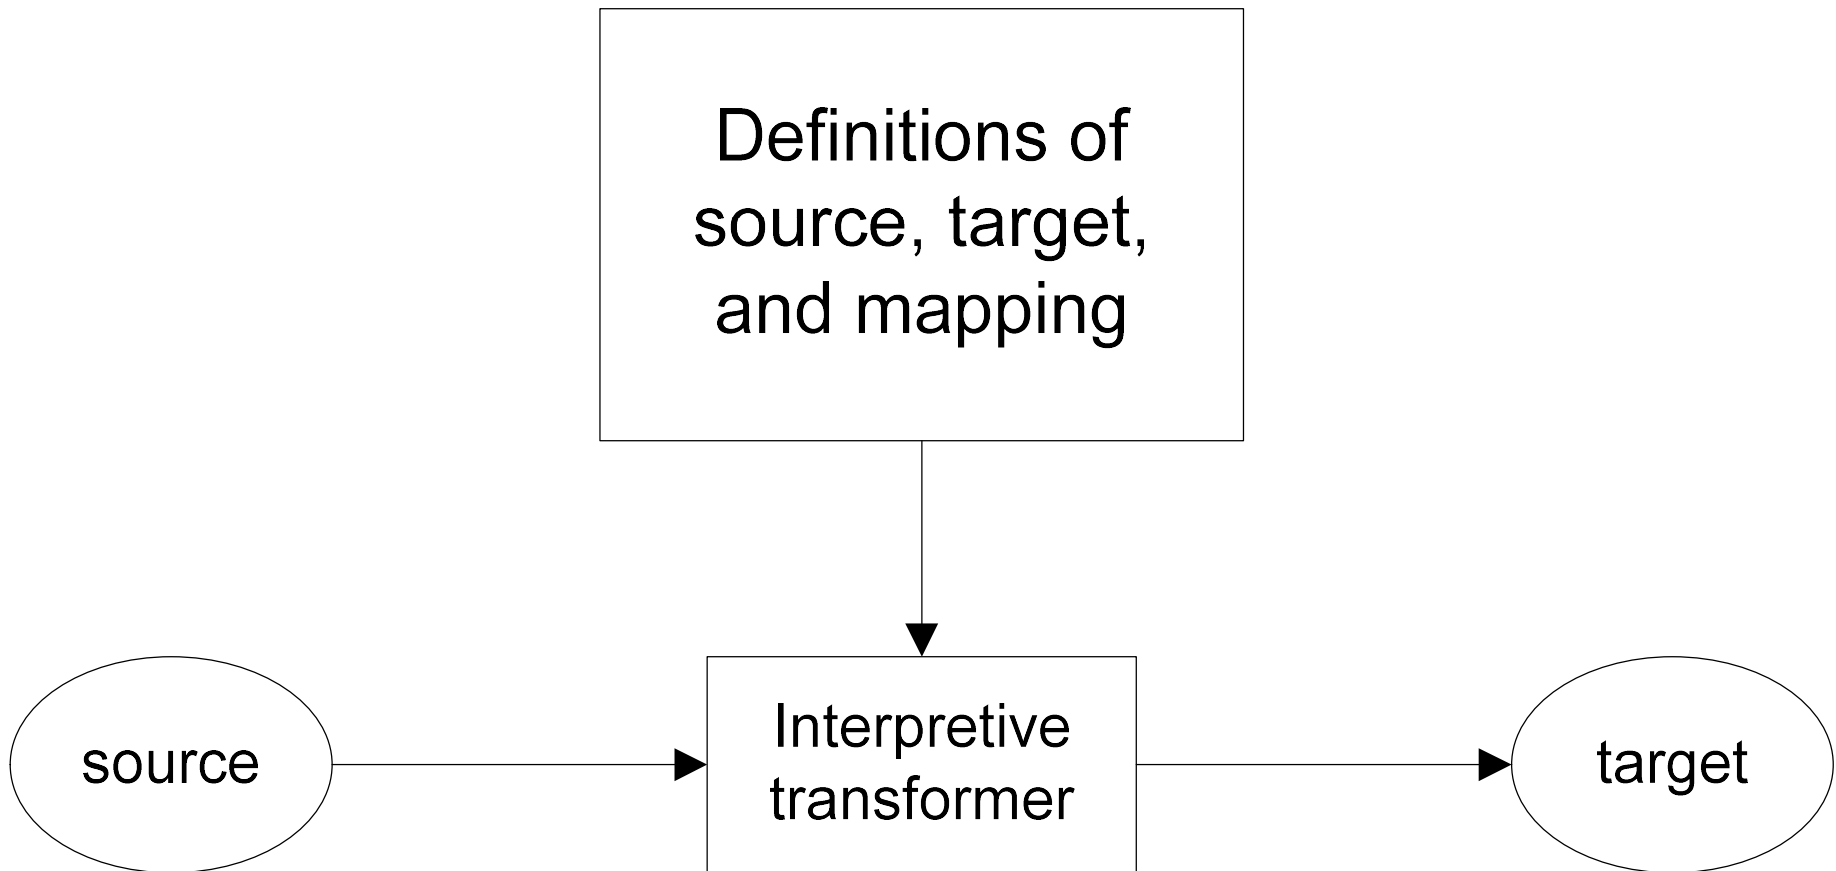 Definitions of
source, target,
and mapping
source
Interpretive
transformer
target